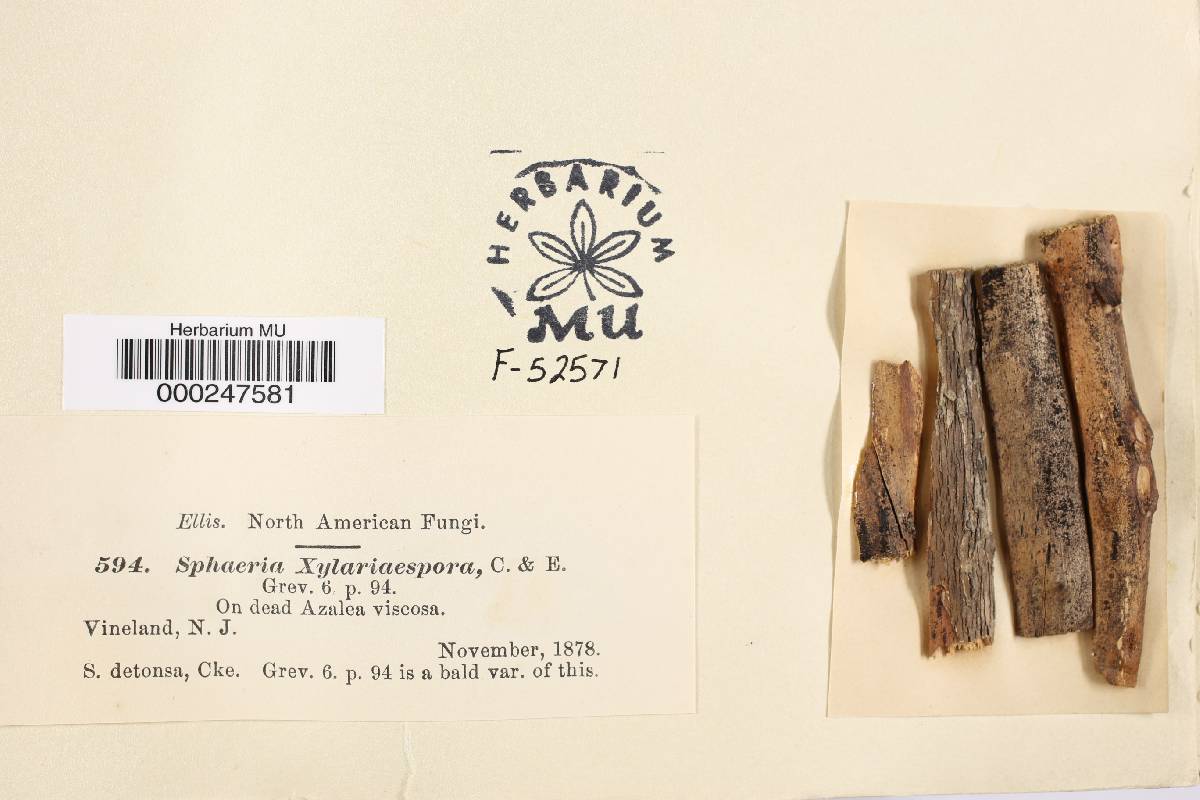 HERBARIUM
MU
F-52571
Herbarium MU
000247581
Ellis. North American Fungi.
594. Sphaeria Xylariaespora, C. & E.
Grev. 6 p. 94.
On dead Azalea viscosa.
Vineland, N. J.
November, 1878.
S. detonsa, Cke. Grev. 6. p. 94 is a bald var. of this.